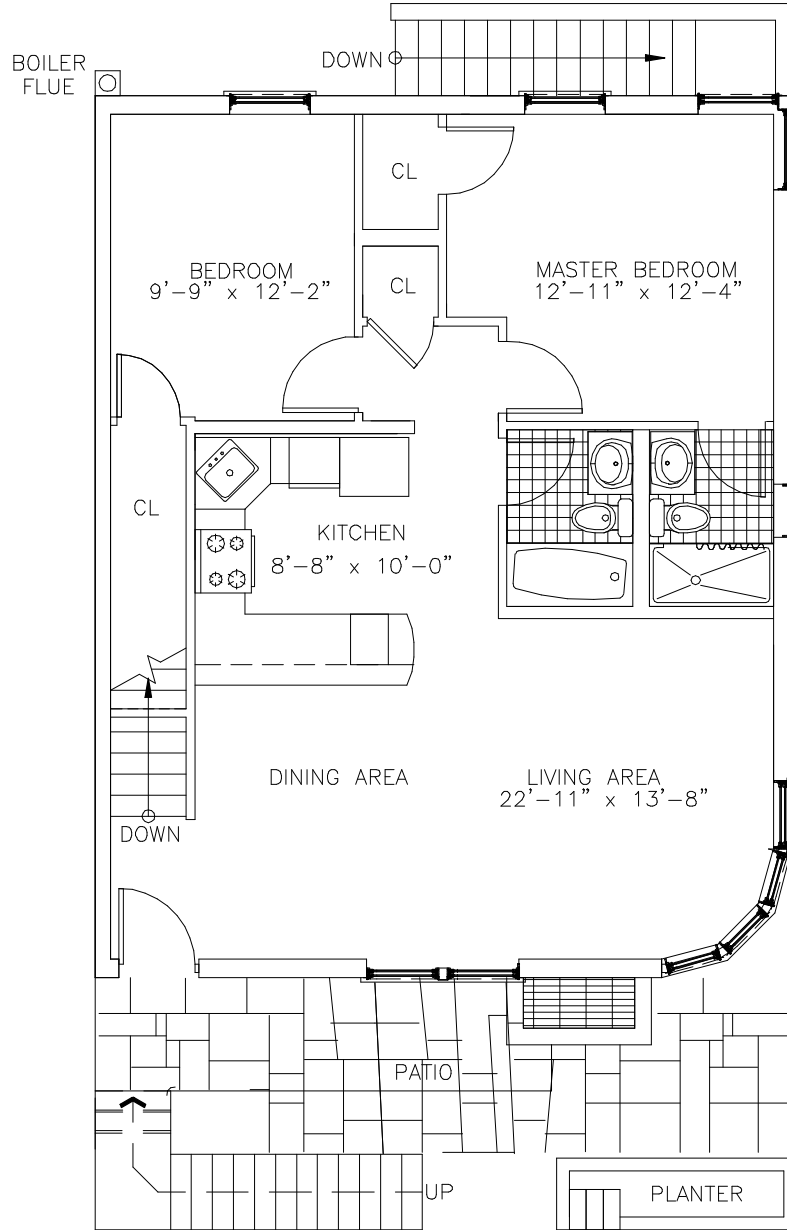 BOILER
FLUE
DOWN
CL
BEDROOM
9'-9" x 12'-2"
CL
MASTER BEDROOM
12'-11" x 12'-4"
CL
KITCHEN
8'-8" x 10'-0"
DINING AREA
LIVING AREA
22'-11" x 13'-8"
DOWN
PATIO
UP
PLANTER